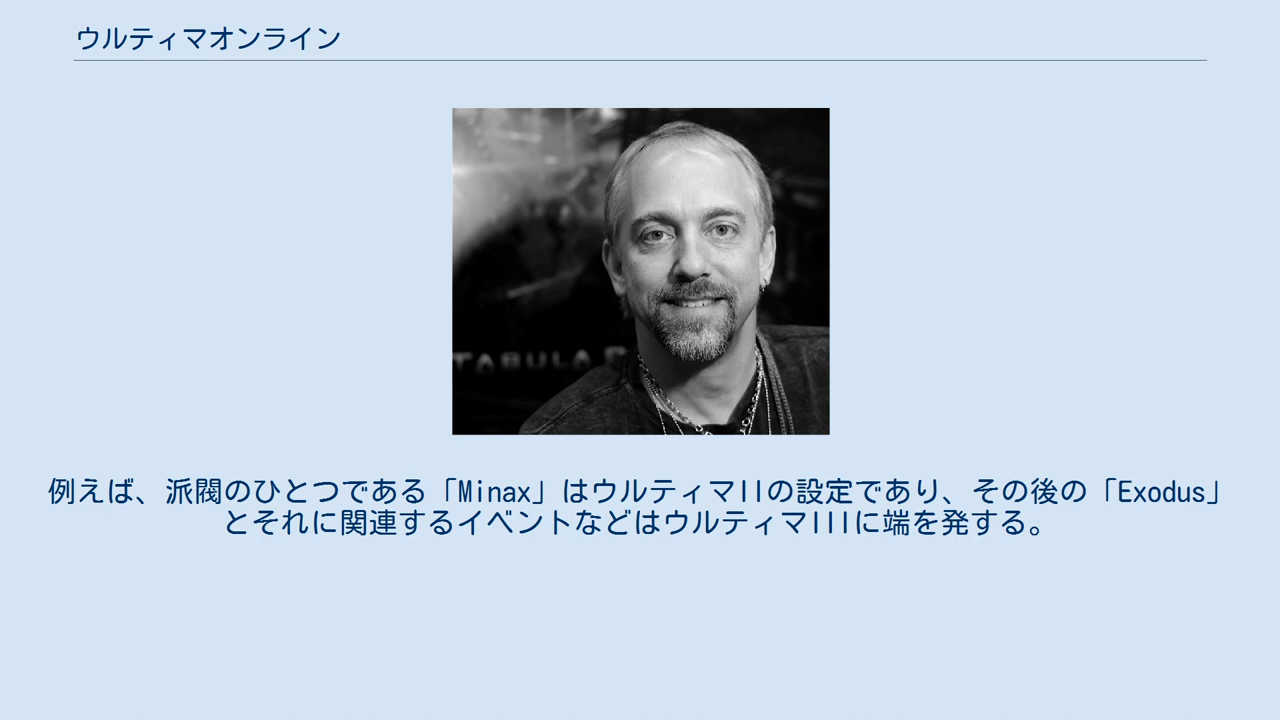 ウルティマオンライン
TABULA
例えば、派閥のひとつである「Minax」はウルティマIIの設定であり、その後の「Exodus」
とそれに関連するイベントなどはウルティマIIIに端を発する。